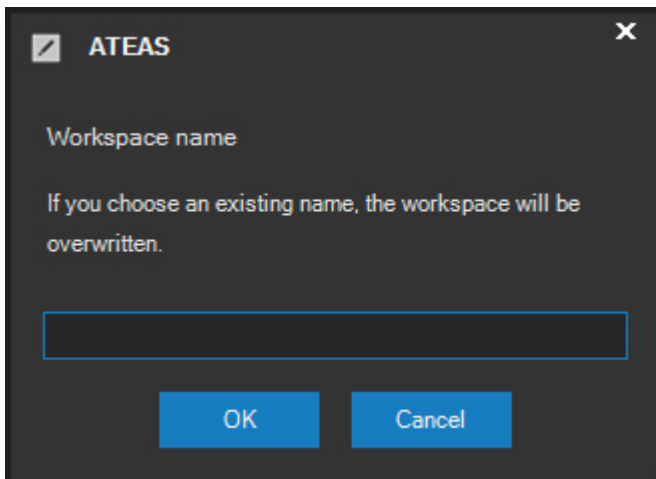 ATEAS
Workspace name
If you choose an existing name, the workspace will be
overwritten.
OK
Cancel